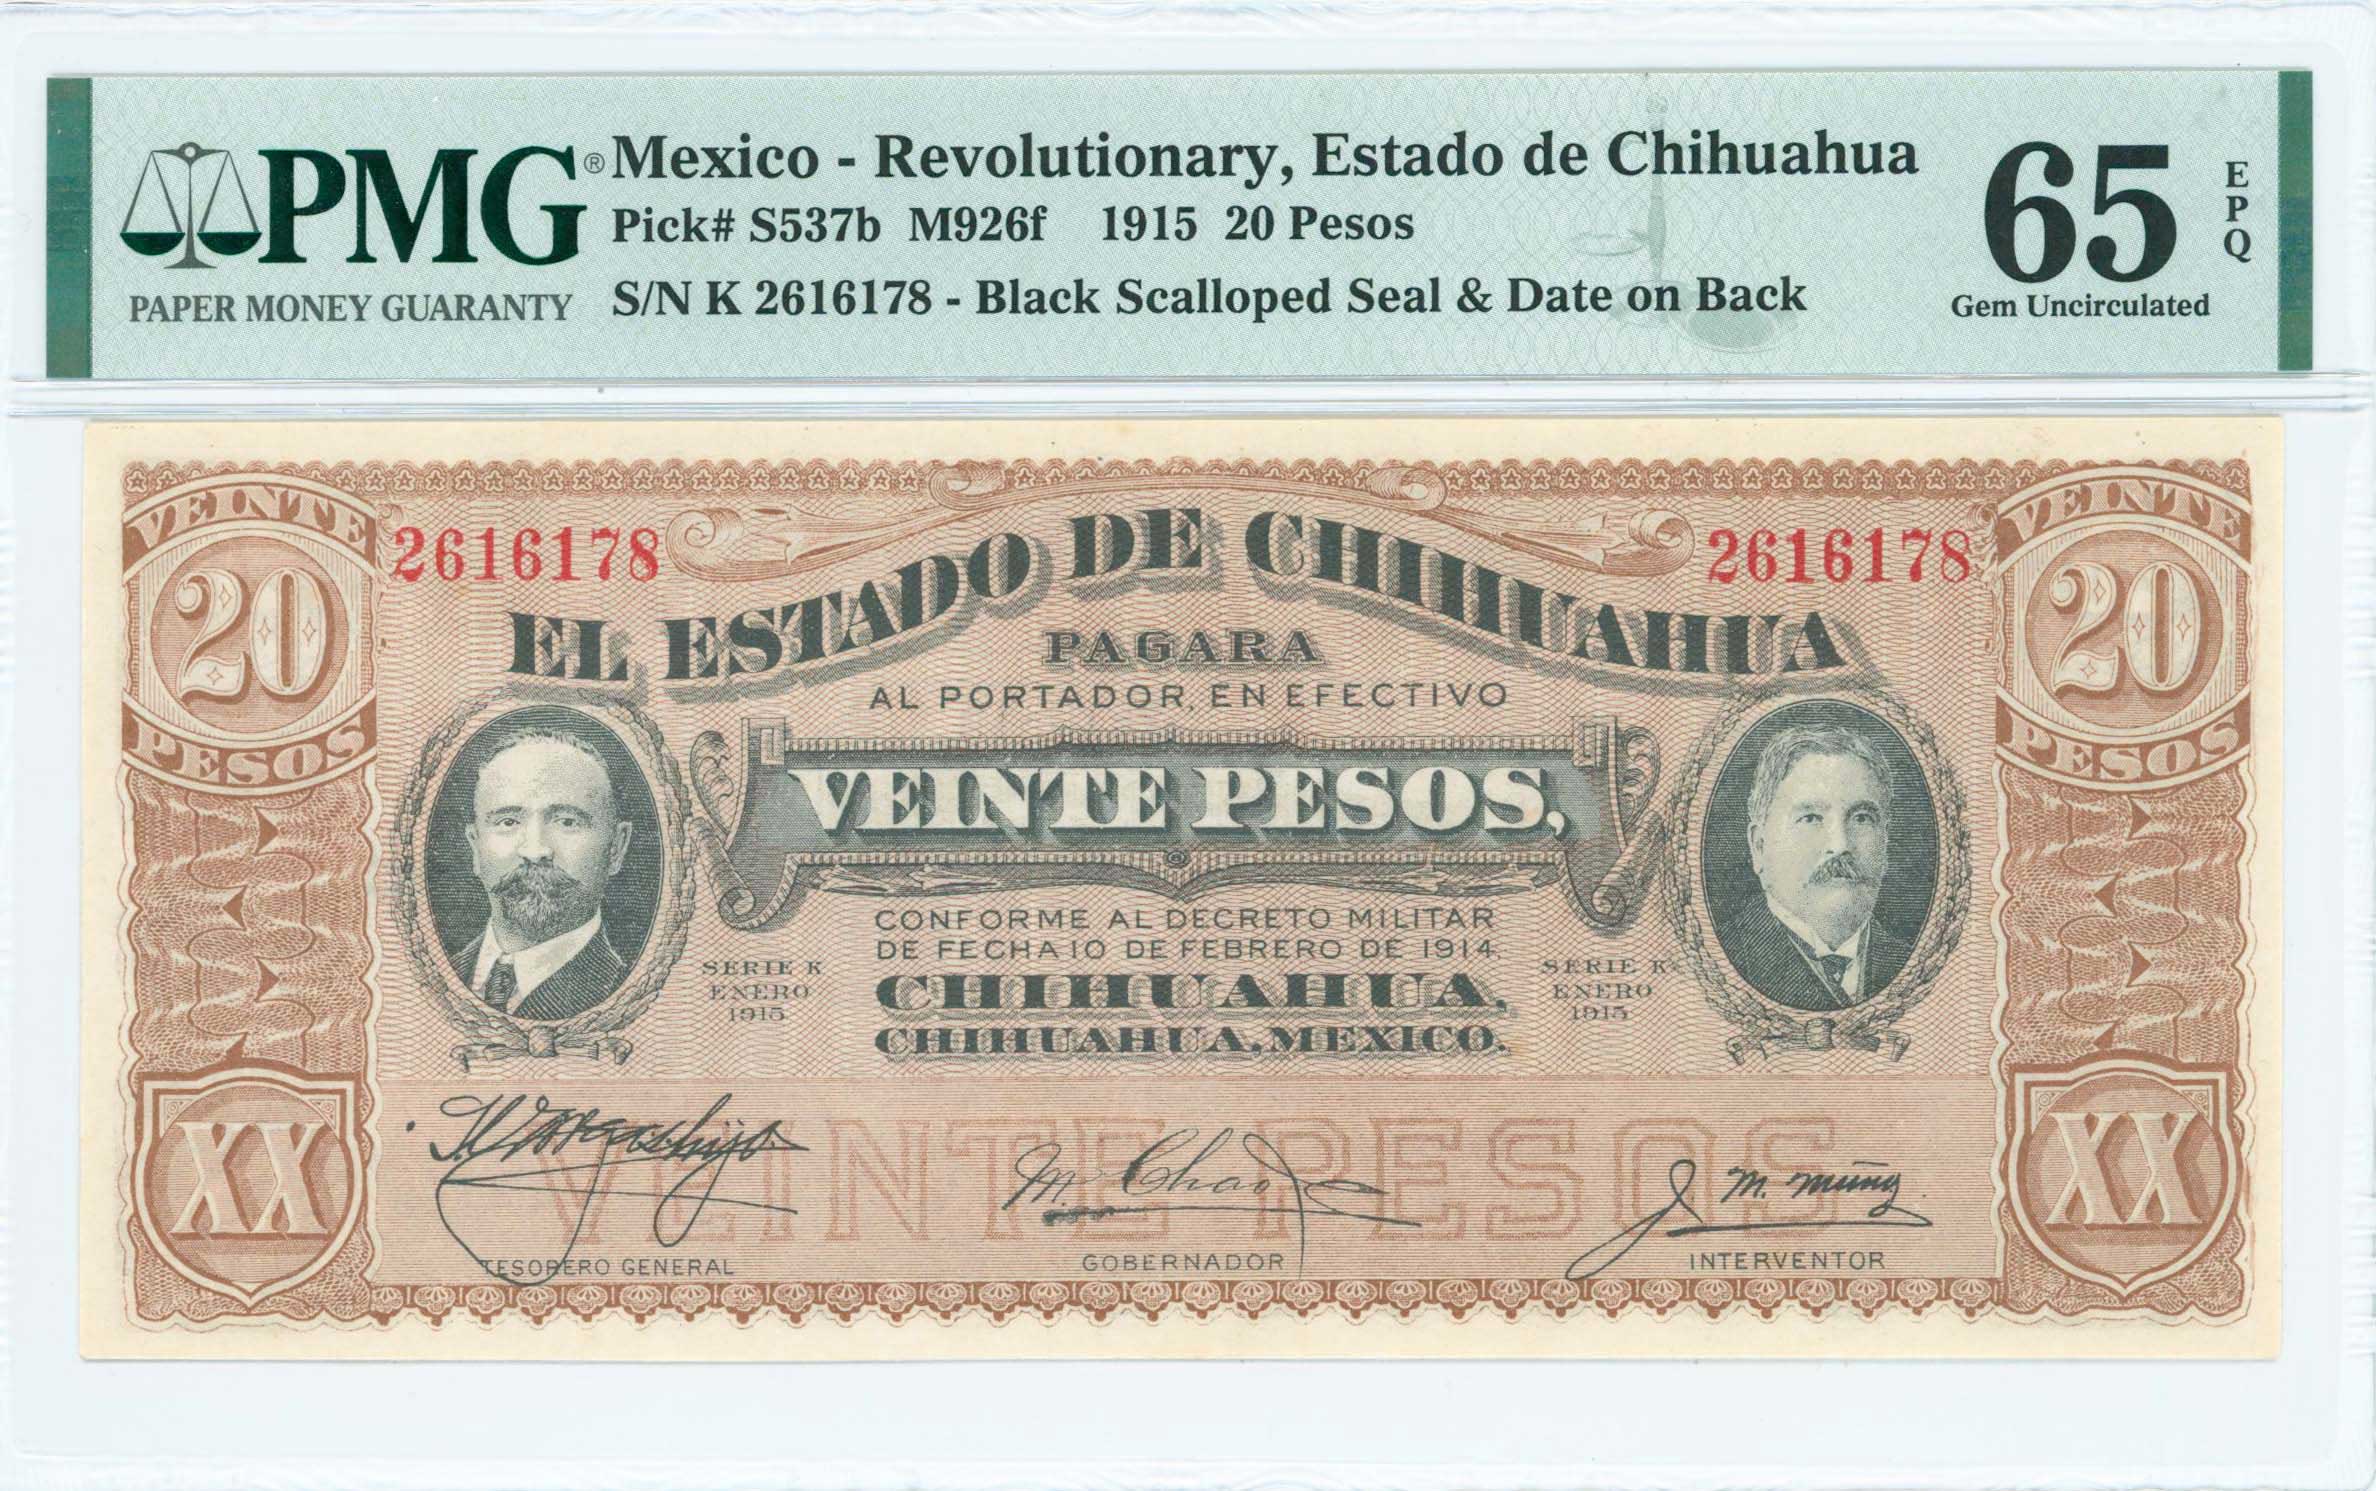 PMG®
PAPER MONEY GUARANTY
Mexico - Revolutionary, Estado de Chihuahua
Pick# S537b M926f 1915 20 Pesos
S/N K 2616178 - Black Scalloped Seal & Date on Back
65
EPQ
Gem Uncirculated
VEINTE
20
PESOS
2616178
2616178
VEINTE
20
PESOS
EL ESTADO DE CHIHUAHUA
PAGARA
AL PORTADOR, EN EFECTIVO
VEINTE PESOS,
CONFORME AL DECRETO MILITAR
DE FECHA 10 DE FEBRERO DE 1914,
CHIHUAHUA,
CHIHUAHUA, MEXICO.
SERIE K
ENERO
1915
SERIE K
ENERO
1915
XX
VEINTE PESOS
XX
M. Chao
TESORERO GENERAL
GOBERNADOR
INTERVENTOR